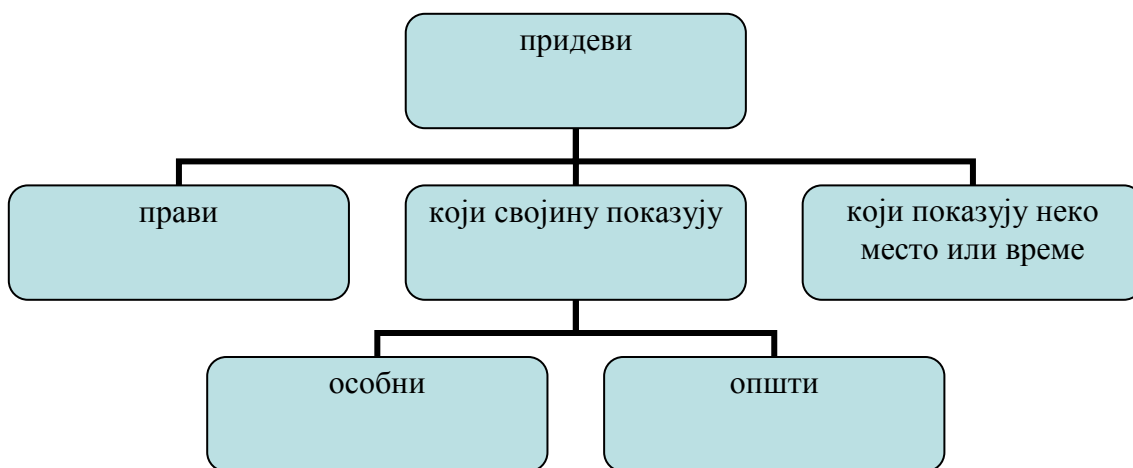 придеви
прави
који својину показују
који показују неко
место или време
особни
општи